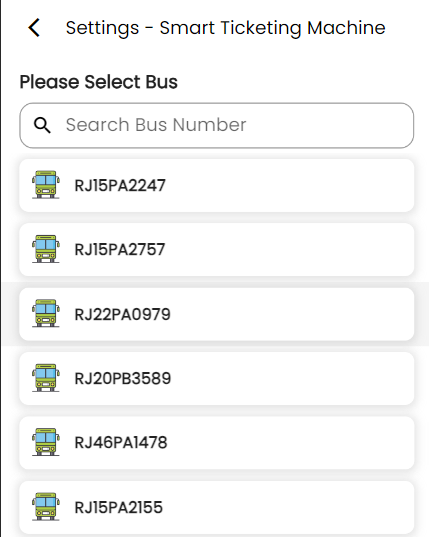 Settings - Smart Ticketing Machine
Please Select Bus
Search Bus Number
RJ15PA2247
RJ15PA2757
RJ22PA0979
RJ20PB3589
RJ46PA1478
RJ15PA2155